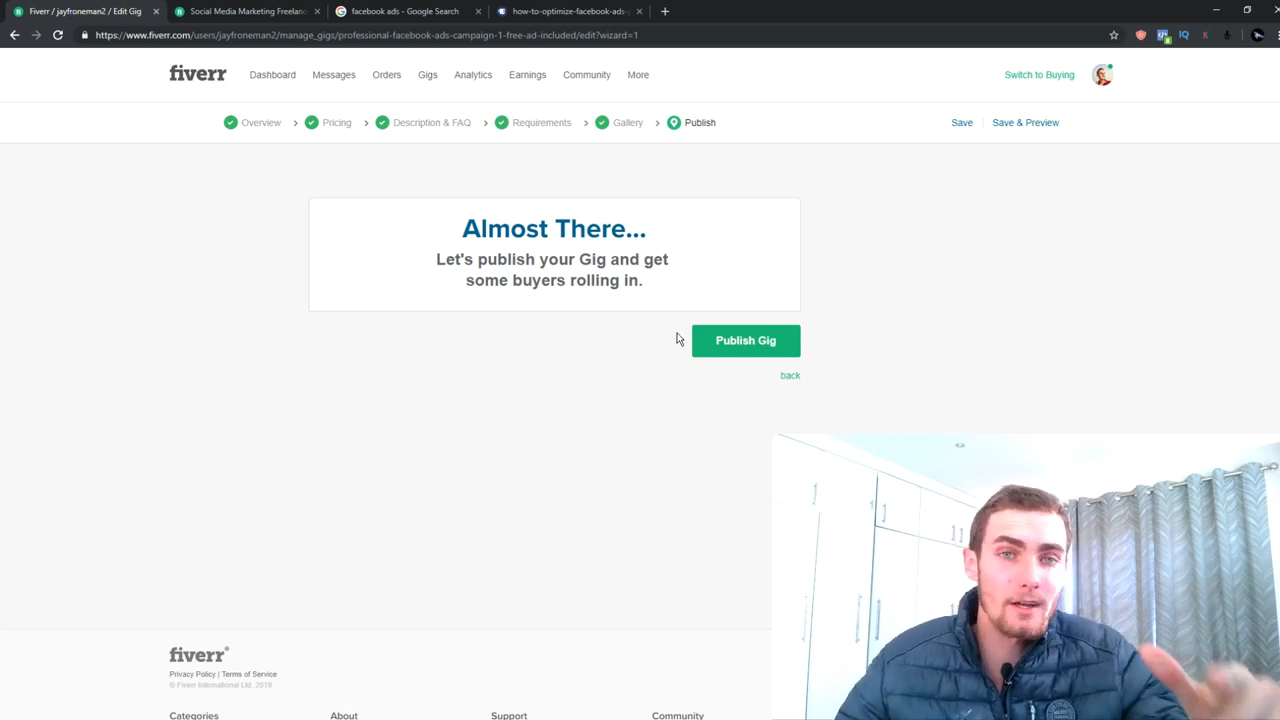 Fiverr / jayfroneman2 / Edit Gig
Social Media Marketing Freelanc
facebook ads - Google Search
how-to-optimize-facebook-ads-
https://www.fiverr.com/users/jayfroneman2/manage_gigs/professional-facebook-ads-campaign-1-free-ad-included/edit?wizard=1
fiverr
Dashboard Messages Orders Gigs Analytics Earnings Community More
Switch to Buying
Overview Pricing Description & FAQ Requirements Gallery Publish
Save Save & Preview
Almost There...
Let's publish your Gig and get
some buyers rolling in.
Publish Gig
back
fiverr®
Privacy Policy | Terms of Service
© Fiverr International Ltd. 2019
Categories About Support Community